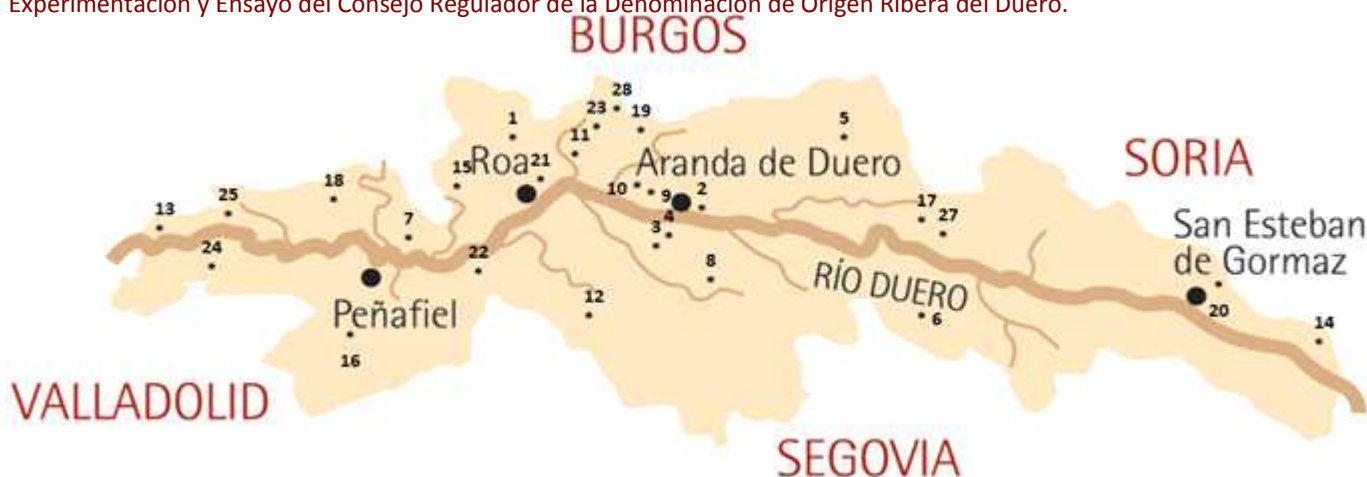 Experimentación y Ensayo del Consejo Regulador de la Denominación de Origen Ribera del Duero.
BURGOS
28
1
23
19
5
11
SORIA
Roa
21
Aranda de Duero
15
10
9
2
18
25
17
13
7
4
27
San Esteban
de Gormaz
3
24
22
8
RÍO DUERO
Peñafiel
12
6
20
14
16
VALLADOLID
SEGOVIA